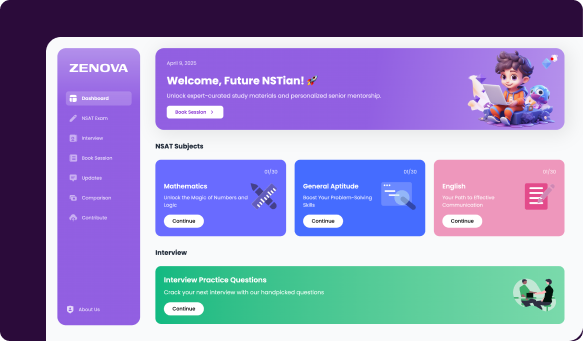 ZENOVA
Dashboard
NSAT Exam
Interview
Book Session
Updates
Comparison
Contribute
About Us
April 9, 2025
Welcome, Future NSTian! 🚀
Unlock expert-curated study materials and personalized senior mentorship.
Book Session >
NSAT Subjects
01/30
Mathematics
Unlock the Magic of Numbers and
Logic
Continue
01/30
General Aptitude
Boost Your Problem-Solving
Skills
Continue
01/30
English
Your Path to Effective
Communication
Continue
Interview
Interview Practice Questions
Crack your next interview with our handpicked questions
Continue